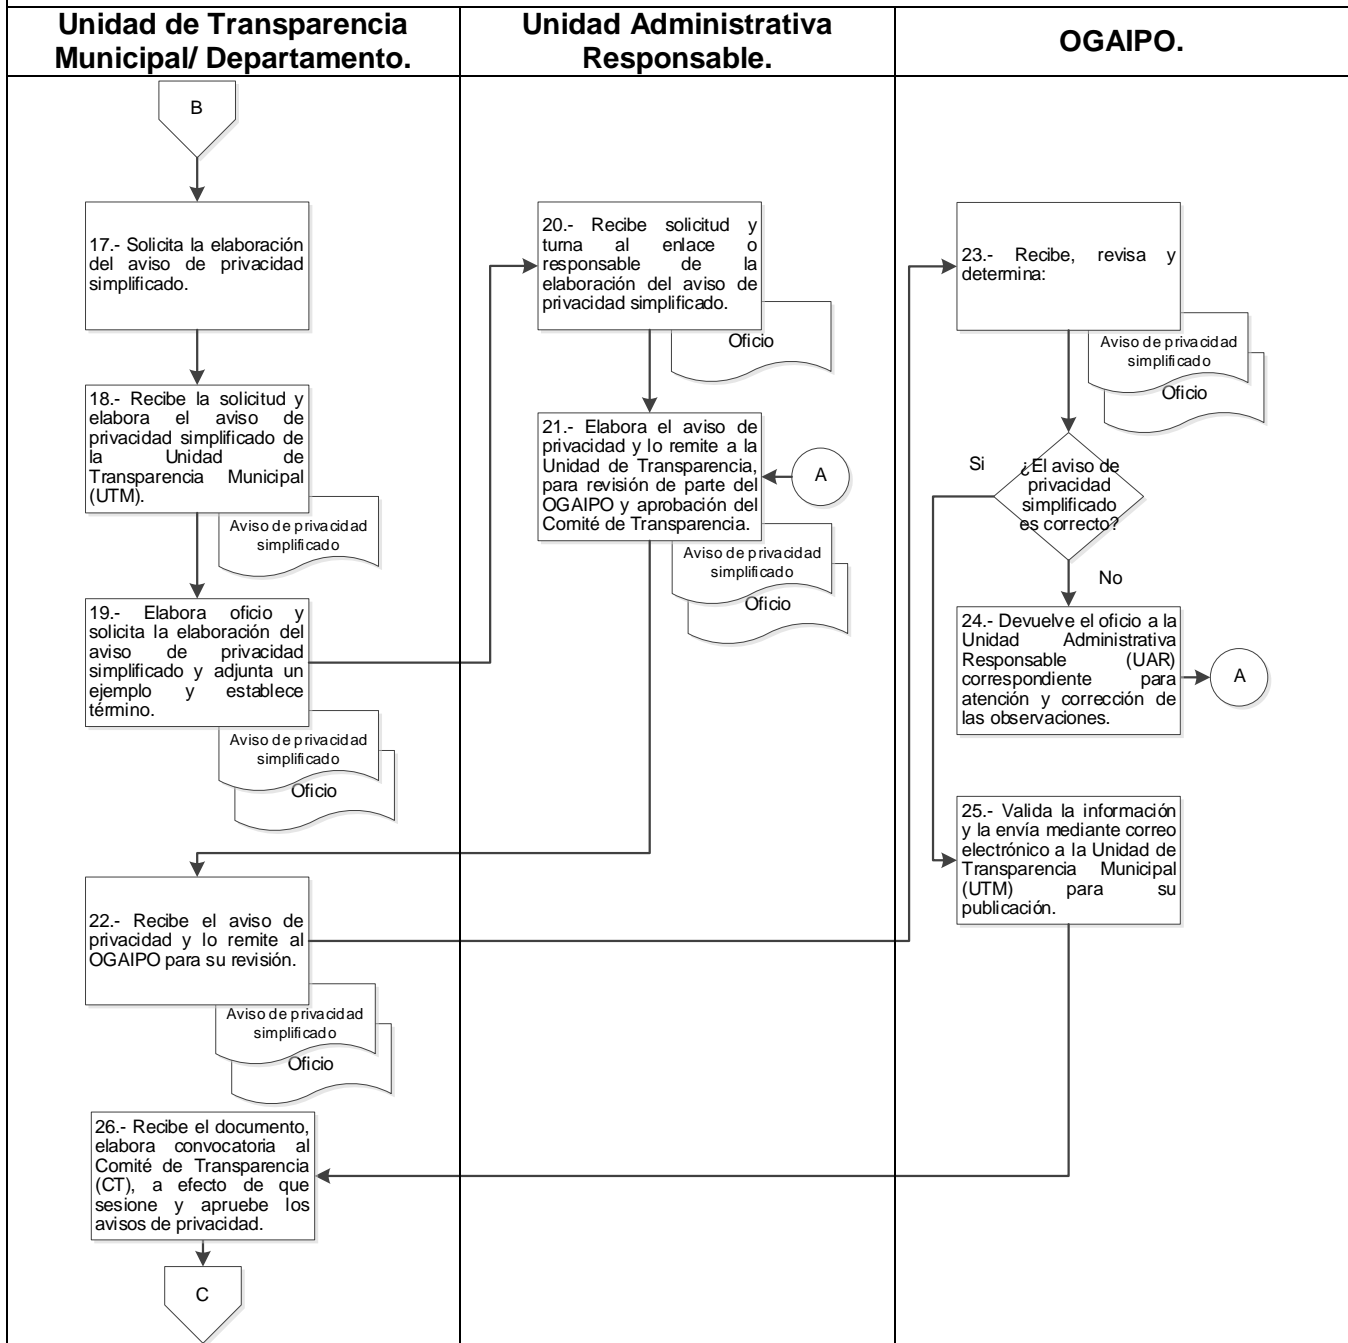 Unidad de Transparencia
Municipal/ Departamento.
Unidad Administrativa
Responsable.
OGAIPO.
B
17.- Solicita la elaboración
del aviso de privacidad
simplificado.
18.- Recibe la solicitud y
elabora el aviso de
privacidad simplificado de
la Unidad de
Transparencia Municipal
(UTM).
Aviso de privacidad
simplificado
19.- Elabora oficio y
solicita la elaboración del
aviso de privacidad
simplificado y adjunta un
ejemplo y establece
término.
Aviso de privacidad
simplificado
Oficio
20.- Recibe solicitud y
turna al enlace o
responsable de la
elaboración del aviso de
privacidad simplificado.
Oficio
21.- Elabora el aviso de
privacidad y lo remite a la
Unidad de Transparencia,
para revisión de parte del
OGAIPO y aprobación del
Comité de Transparencia.
A
Aviso de privacidad
simplificado
Oficio
22.- Recibe el aviso de
privacidad y lo remite al
OGAIPO para su revisión.
Aviso de privacidad
simplificado
Oficio
23.- Recibe, revisa y
determina:
Aviso de privacidad
simplificado
Oficio
Si
¿El aviso de
privacidad
simplificado
es correcto?
No
24.- Devuelve el oficio a la
Unidad Administrativa
Responsable (UAR)
correspondiente para
atención y corrección de
las observaciones.
A
25.- Valida la información
y la envía mediante correo
electrónico a la Unidad de
Transparencia Municipal
(UTM) para su
publicación.
26.- Recibe el documento,
elabora convocatoria al
Comité de Transparencia
(CT), a efecto de que
sesione y apruebe los
avisos de privacidad.
C